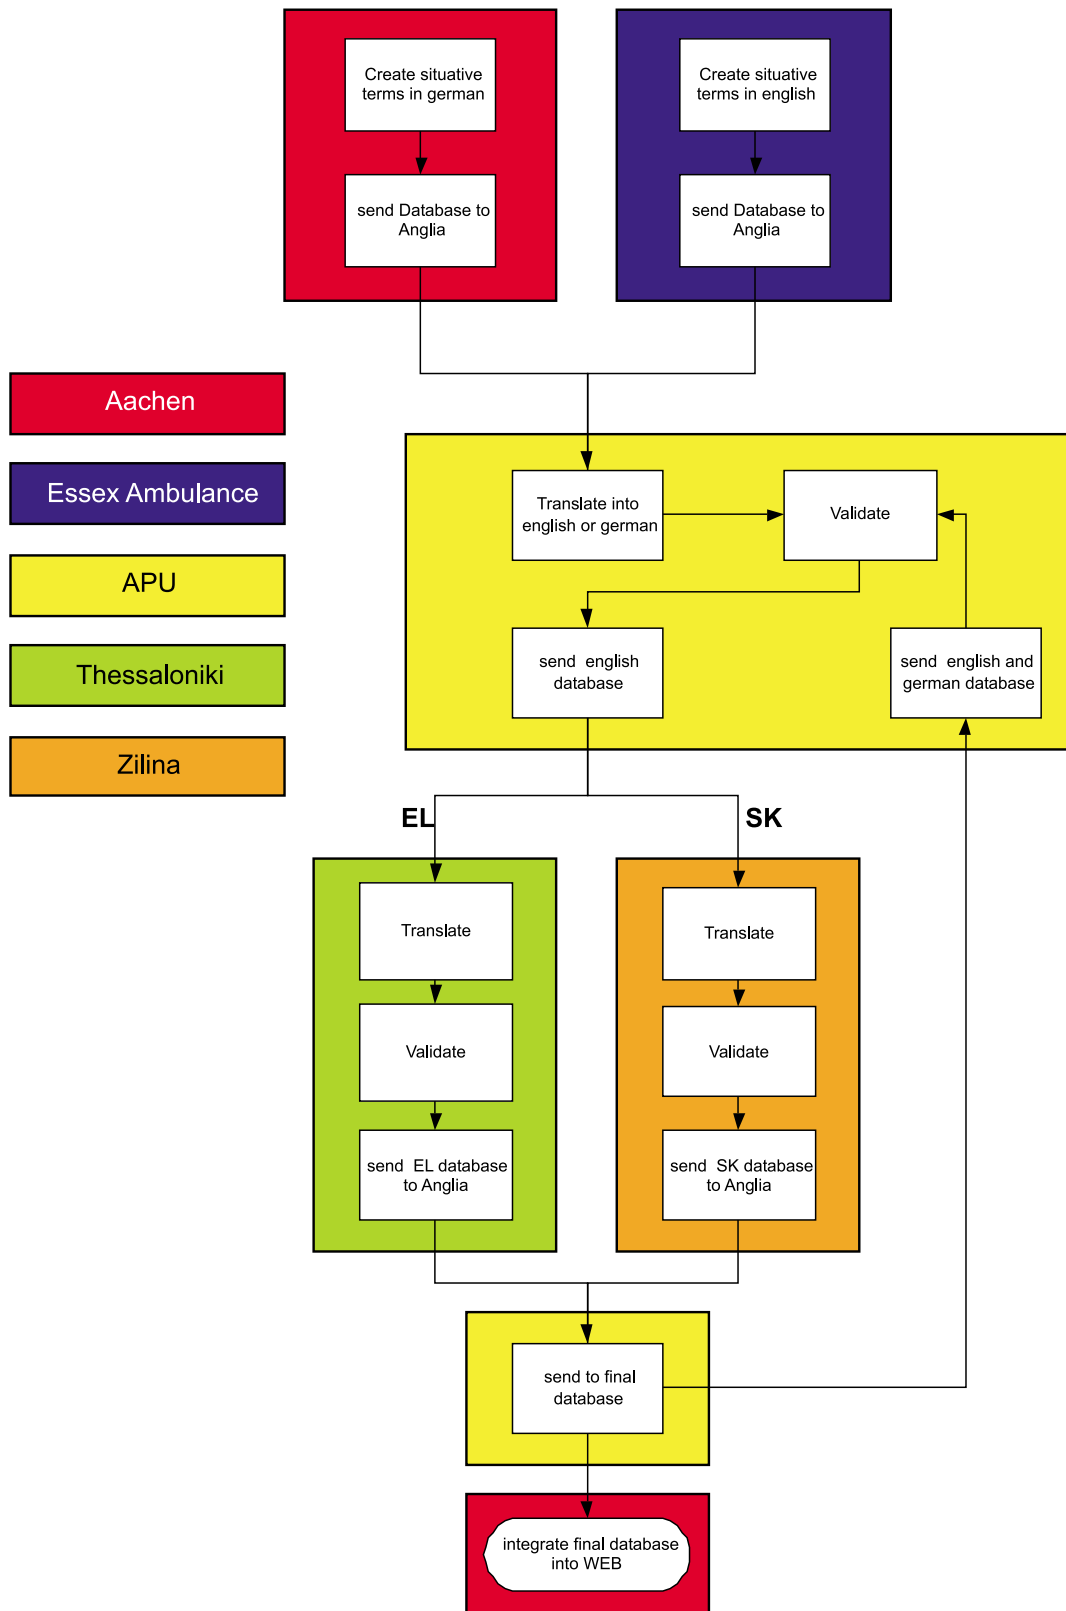 Create situative
terms in german
send Database to
Anglia
Create situative
terms in english
send Database to
Anglia
Aachen
Essex Ambulance
APU
Thessaloniki
Zilina
Translate into
english or german
Validate
send english
database
send english and
german database
EL
SK
Translate
Validate
send EL database
to Anglia
Translate
Validate
send SK database
to Anglia
send to final
database
integrate final database
into WEB